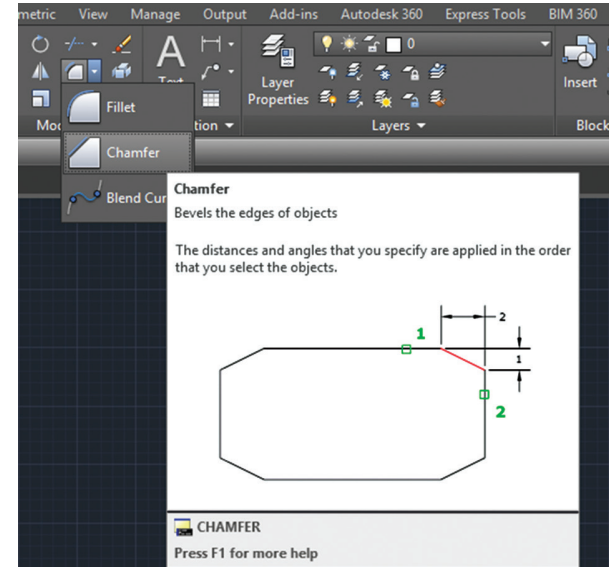 metric View Manage Output Add-ins Autodesk 360 Express Tools BIM 360
A 0
Text
Layer
Properties
Insert
Fillet
Mod tion Layers Block
Chamfer
Blend Cur
Chamfer
Bevels the edges of objects
The distances and angles that you specify are applied in the order
that you select the objects.
2
1
1
2
CHAMFER
Press F1 for more help